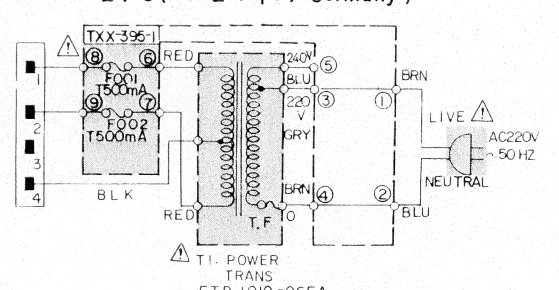 TXX-395-1
⑧ ⑥ RED 240V ⑤
1 F001 BLU BRN
T500mA 220 ③ ①
⑨ ⑦ V LIVE
2 F002 GRY AC220V
T500mA ~ 50 HZ
3
4 BRN ④ ② NEUTRAL
BLK
RED T.F 0 BLU
T1. POWER
TRANS